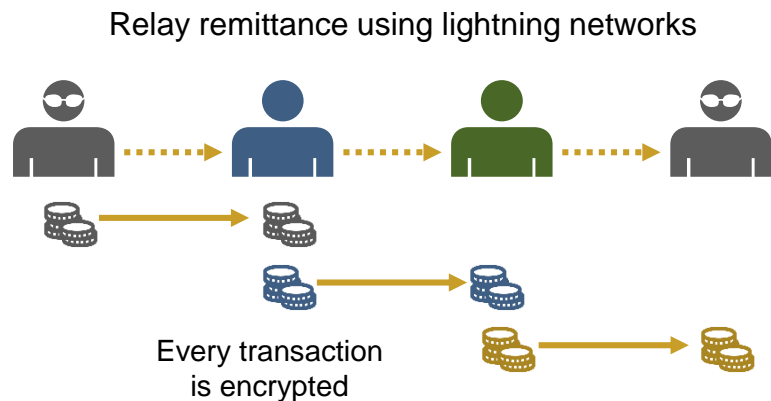 Relay remittance using lightning networks
Every transaction
is encrypted